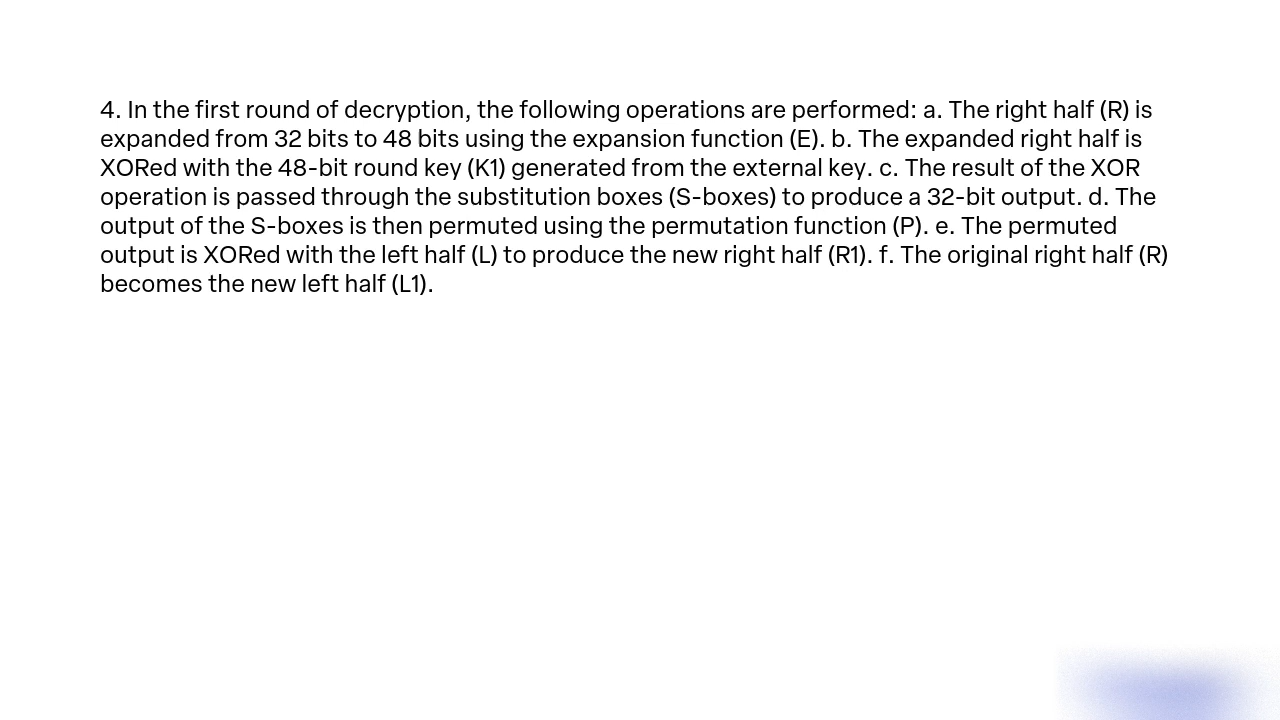 4. In the first round of decryption, the following operations are performed: a. The right half (R) is
expanded from 32 bits to 48 bits using the expansion function (E). b. The expanded right half is
XORed with the 48-bit round key (K1) generated from the external key. c. The result of the XOR
operation is passed through the substitution boxes (S-boxes) to produce a 32-bit output. d. The
output of the S-boxes is then permuted using the permutation function (P). e. The permuted
output is XORed with the left half (L) to produce the new right half (R1). f. The original right half (R)
becomes the new left half (L1).